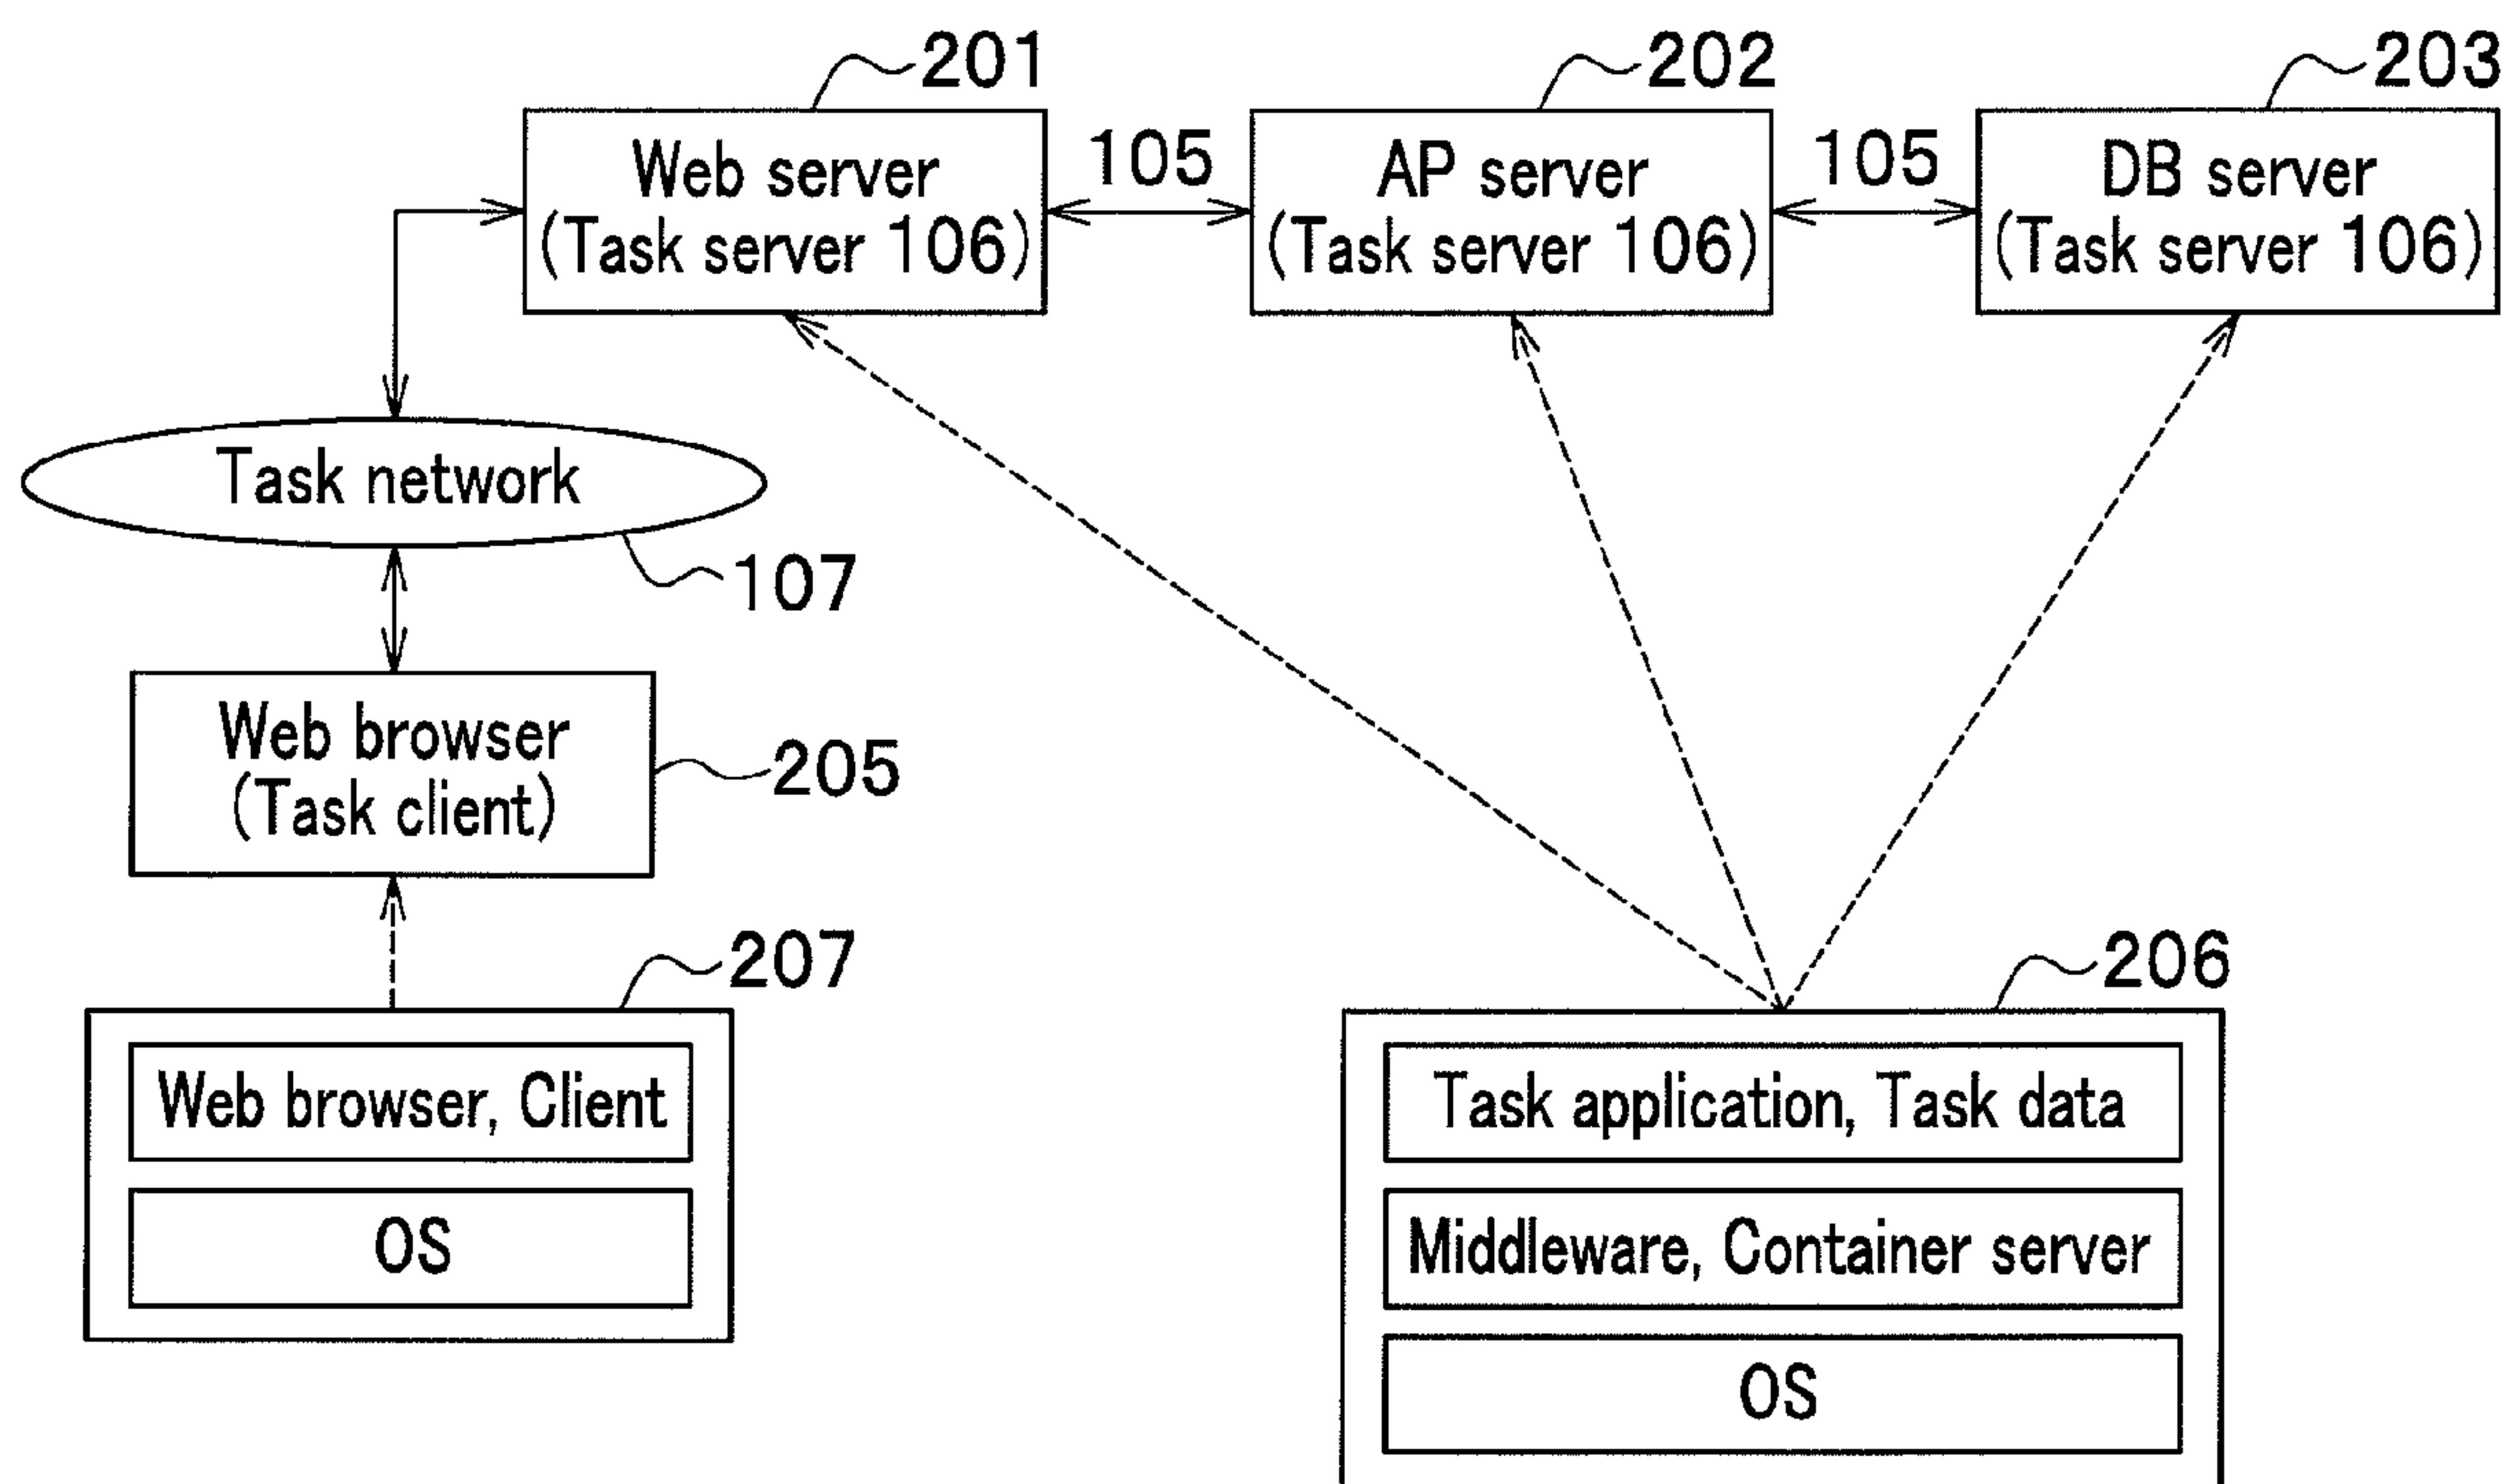 201
202
203
Web server
(Task server 106)
105
AP server
(Task server 106)
105
DB server
(Task server 106)
Task network
107
Web browser
(Task client)
205
207
206
Web browser, Client
OS
Task application, Task data
Middleware, Container server
OS